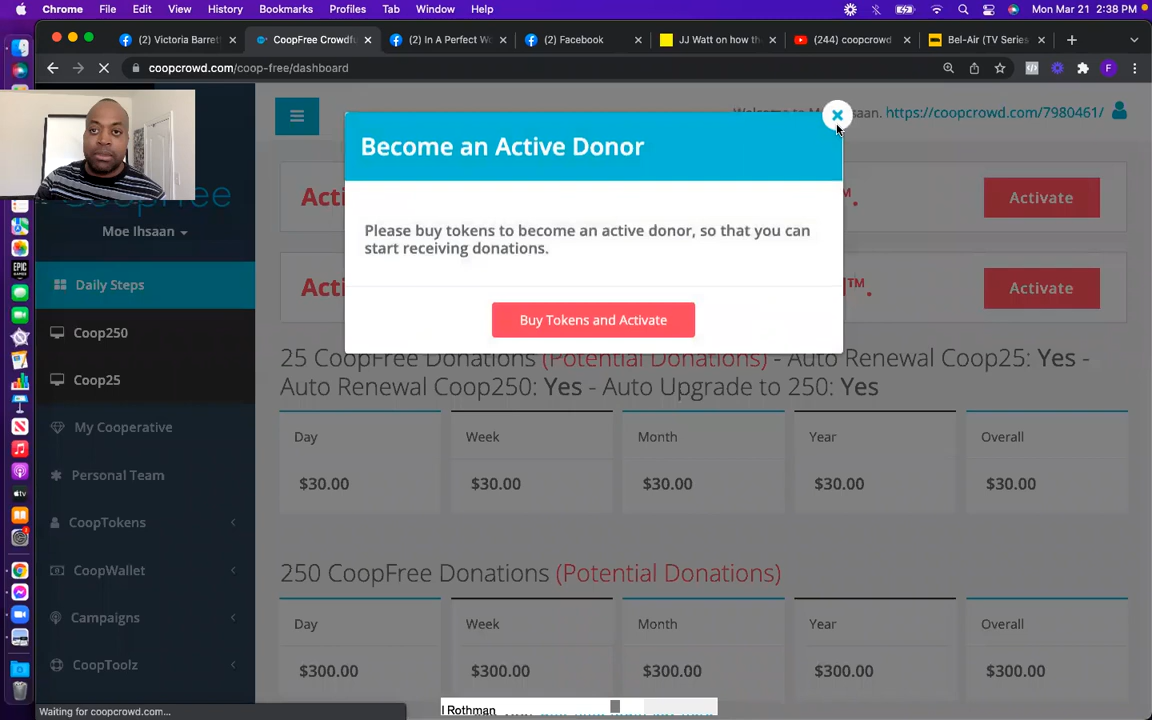 Chrome File Edit View History Bookmarks Profiles Tab Window Help Mon Mar 21 2:38 PM
(2) Victoria Barret (2) CoopFree Crowdfu (2) In A Perfect Wo (2) Facebook JJ Watt on how th (244) coopcrowd Bel-Air (TV Series
coopcrowd.com/coop-free/dashboard F
saan. https://coopcrowd.com/7980461/
Become an Active Donor
Please buy tokens to become an active donor, so that you can
start receiving donations.
Buy Tokens and Activate
Activate
Activate
Moe Ihsaan
Daily Steps
Coop250
Coop25
My Cooperative
Personal Team
CoopTokens
CoopWallet
Campaigns
CoopToolz
25 CoopFree Donations (Potential Donations) - Auto Renewal Coop25: Yes -
Auto Renewal Coop250: Yes - Auto Upgrade to 250: Yes
Day Week Month Year Overall
$30.00 $30.00 $30.00 $30.00 $30.00
250 CoopFree Donations (Potential Donations)
Day Week Month Year Overall
$300.00 $300.00 $300.00 $300.00 $300.00
Waiting for coopcrowd.com...
l Rothman